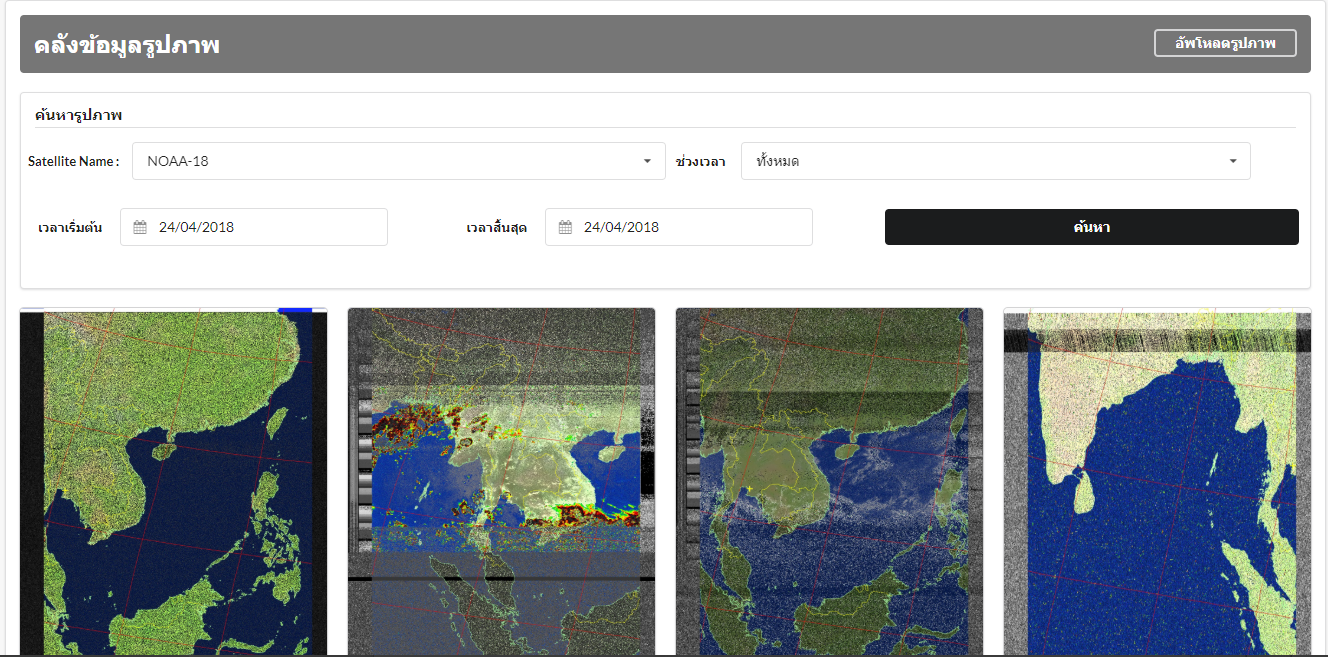 คลังข้อมูลรูปภาพ
อัพโหลดรูปภาพ
ค้นหารูปภาพ
Satellite Name : NOAA-18 ช่วงเวลา ทั้งหมด
เวลาเริ่มต้น 24/04/2018 เวลาสิ้นสุด 24/04/2018 ค้นหา